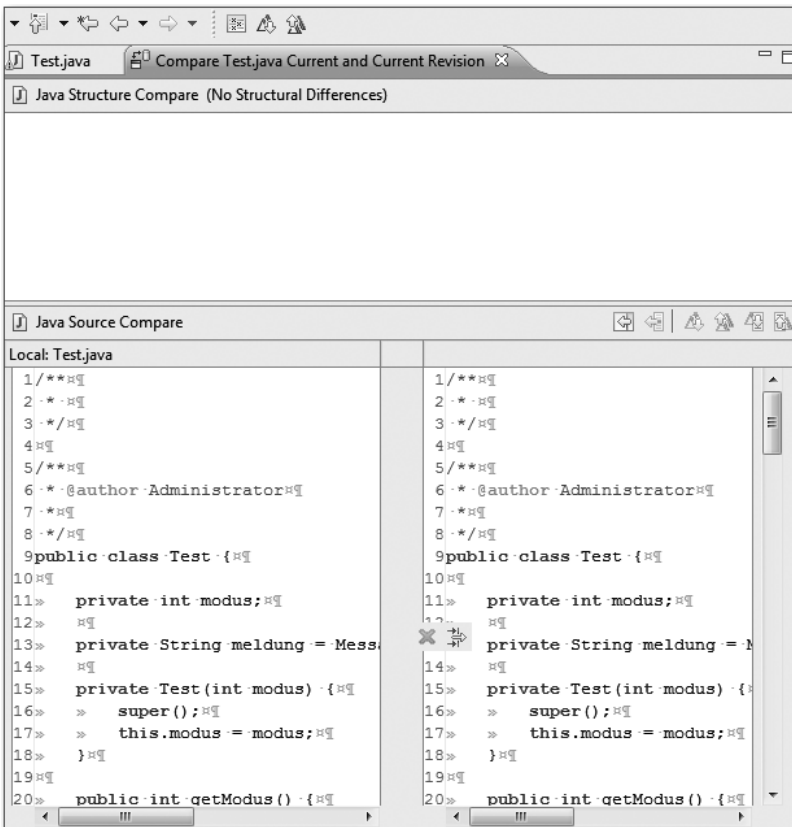 Test.java
Compare Test.java Current and Current Revision
Java Structure Compare (No Structural Differences)
Java Source Compare
Local: Test.java
1/**¤¶
2·*·¤¶
3·*/¤¶
4¤¶
5/**¤¶
6·*·@author·Administrator¤¶
7·*¤¶
8·*/¤¶
9public·class·Test·{¤¶
10¤¶
11» private·int·modus;¤¶
12» ¤¶
13» private·String·meldung·=·Mess
14» ¤¶
15» private·Test(int·modus)·{¤¶
16» » super();¤¶
17» » this.modus·=·modus;¤¶
18» }¤¶
19¤¶
20» public·int·getModus()·{¤¶
1/**¤¶
2·*·¤¶
3·*/¤¶
4¤¶
5/**¤¶
6·*·@author·Administrator¤¶
7·*¤¶
8·*/¤¶
9public·class·Test·{¤¶
10¤¶
11» private·int·modus;¤¶
12» ¤¶
private·String·meldung·=·M
14» ¤¶
15» private·Test(int·modus)·{¤
16» » super();¤¶
17» » this.modus·=·modus;¤¶
18» }¤¶
19¤¶
20» public·int·getModus()·{¤¶